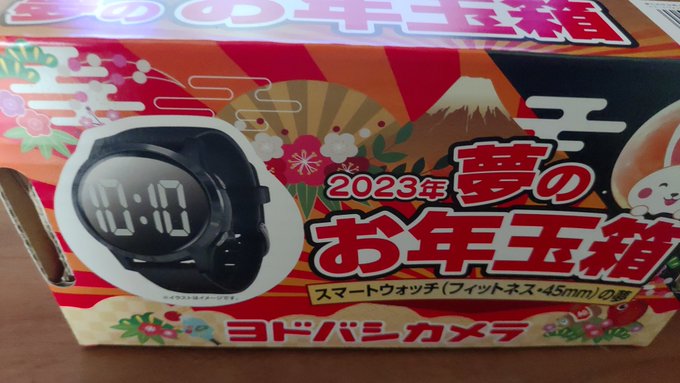 夢のお年玉箱
10:10
2023年
夢の
お年玉箱
スマートウォッチ(フィットネス・45mm)の夢
※イラストはイメージです。
ヨドバシカメラ